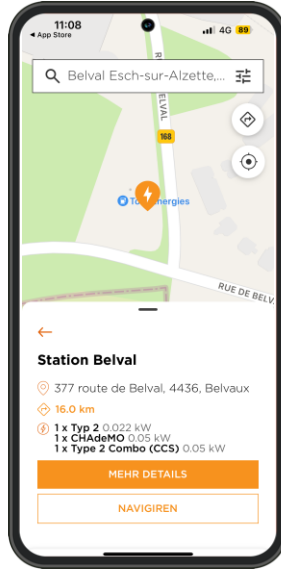 11:08
4G 89
◀ App Store
Belval Esch-sur-Alzette,...
ELVAL
168
RUE DE BELV
Station Belval
377 route de Belval, 4436, Belvaux
16.0 km
1 x Typ 2 0.022 kW
1 x CHAdeMO 0.05 kW
1 x Type 2 Combo (CCS) 0.05 kW
MEHR DETAILS
NAVIGIREN